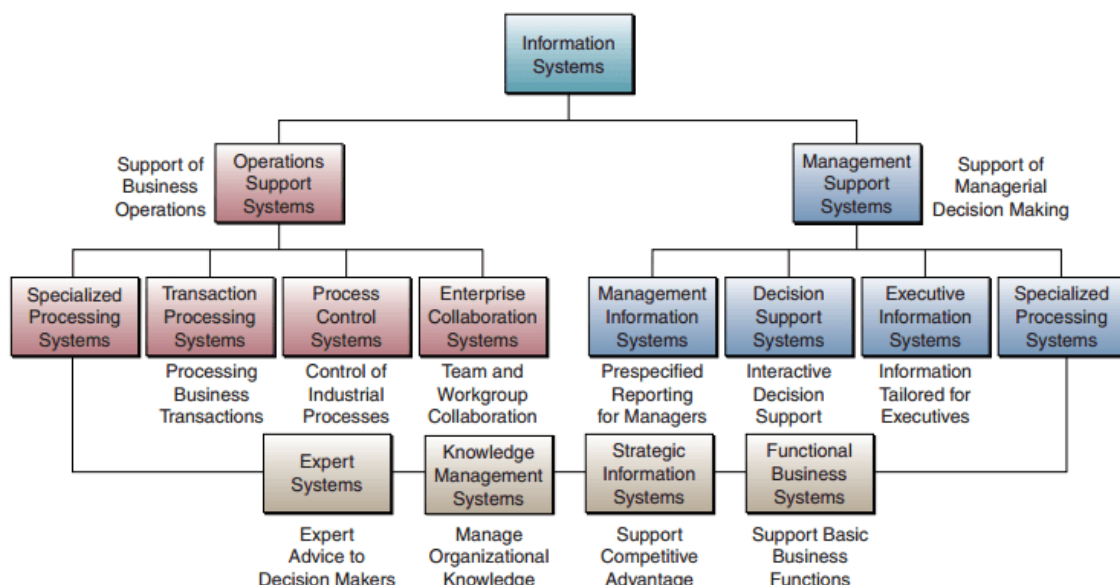 Information
Systems
Support of
Business
Operations
Operations
Support
Systems
Management
Support
Systems
Support of
Managerial
Decision Making
Specialized
Processing
Systems
Transaction
Processing
Systems
Process
Control
Systems
Enterprise
Collaboration
Systems
Management
Information
Systems
Decision
Support
Systems
Executive
Information
Systems
Specialized
Processing
Systems
Processing
Business
Transactions
Control of
Industrial
Processes
Team and
Workgroup
Collaboration
Prespecified
Reporting
for Managers
Interactive
Decision
Support
Information
Tailored for
Executives
Expert
Systems
Knowledge
Management
Systems
Strategic
Information
Systems
Functional
Business
Systems
Expert
Advice to
Decision Makers
Manage
Organizational
Knowledge
Support
Competitive
Advantage
Support Basic
Business
Functions